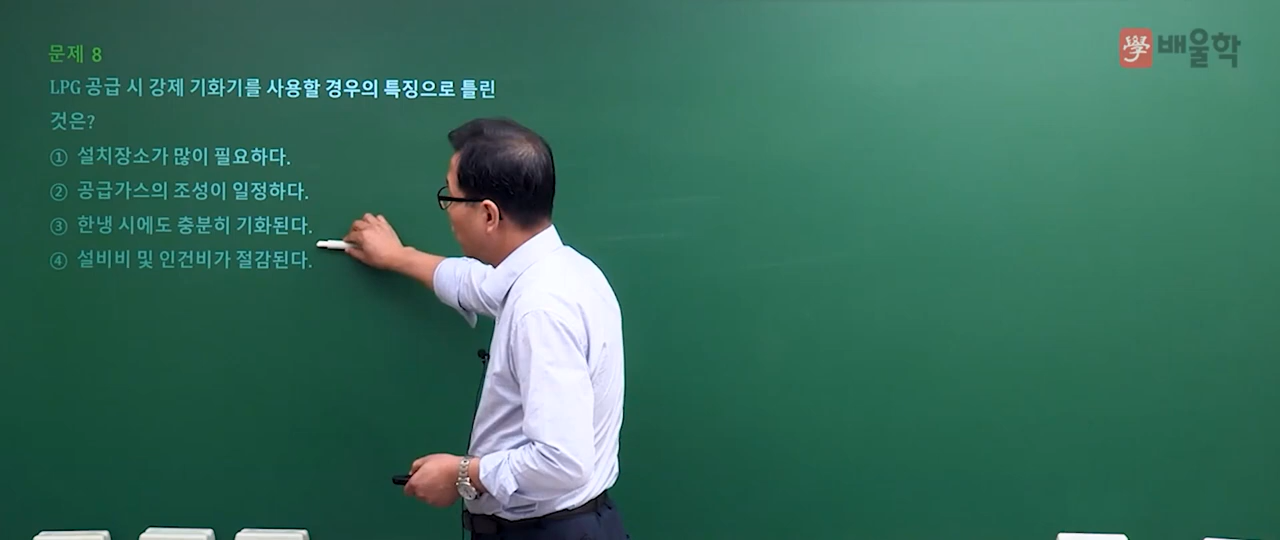 문제 8
學 배울학
LPG 공급 시 강제 기화기를 사용할 경우의 특징으로 틀린
것은?
① 설치장소가 많이 필요하다.
② 공급가스의 조성이 일정하다.
③ 한냉 시에도 충분히 기화된다.
④ 설비비 및 인건비가 절감된다.